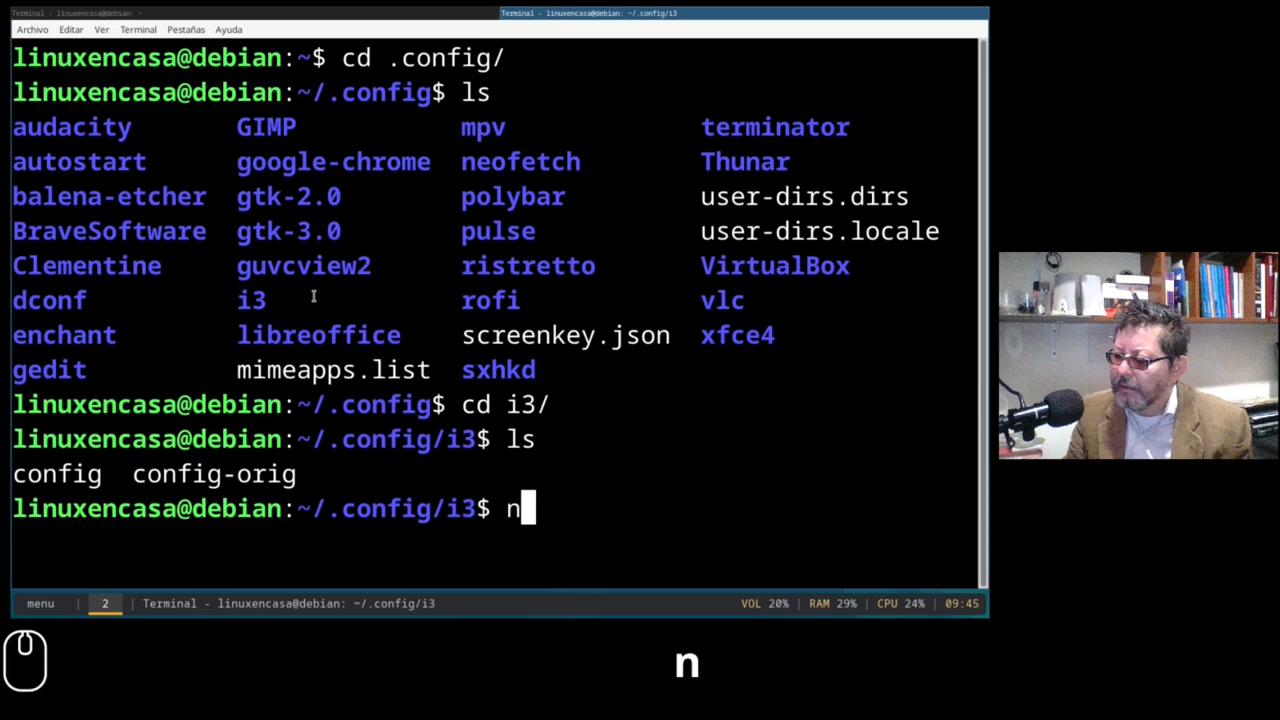 Terminal - linuxencasa@debian: ~
Terminal - linuxencasa@debian: ~/.config/i3
Archivo Editar Ver Terminal Pestañas Ayuda
linuxencasa@debian:~$ cd .config/
linuxencasa@debian:~/.config$ ls
audacity GIMP mpv terminator
autostart google-chrome neofetch Thunar
balena-etcher gtk-2.0 polybar user-dirs.dirs
BraveSoftware gtk-3.0 pulse user-dirs.locale
Clementine guvcview2 ristretto VirtualBox
dconf i3 rofi vlc
enchant libreoffice screenkey.json xfce4
gedit mimeapps.list sxhkd
linuxencasa@debian:~/.config$ cd i3/
linuxencasa@debian:~/.config/i3$ ls
config config-orig
linuxencasa@debian:~/.config/i3$ n
menu | 2 | Terminal - linuxencasa@debian: ~/.config/i3 VOL 20% | RAM 29% | CPU 24% | 09:45
n